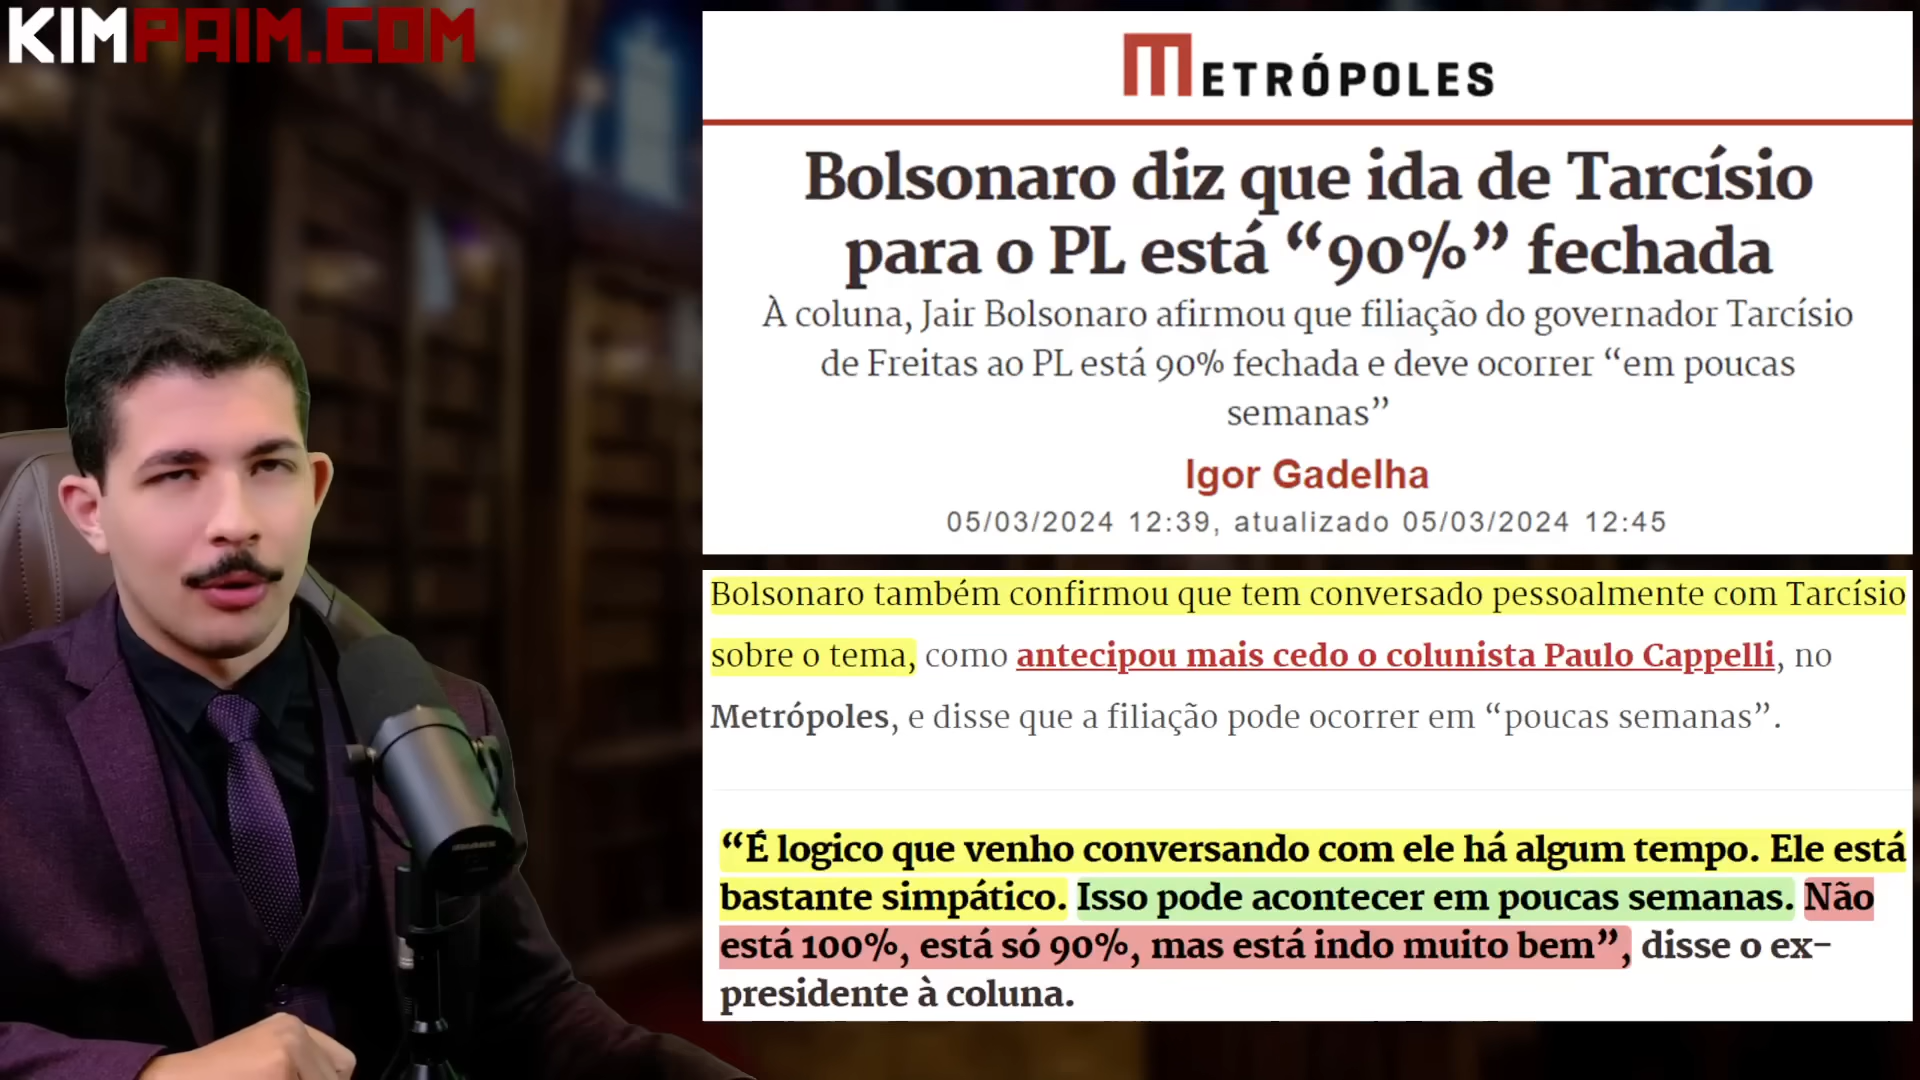 KIMPAIM.COM
METRÓPOLES
Bolsonaro diz que ida de Tarcísio
para o PL está “90%” fechada
À coluna, Jair Bolsonaro afirmou que filiação do governador Tarcísio
de Freitas ao PL está 90% fechada e deve ocorrer “em poucas
semanas”
Igor Gadelha
05/03/2024 12:39, atualizado 05/03/2024 12:45
Bolsonaro também confirmou que tem conversado pessoalmente com Tarcísio
sobre o tema, como antecipou mais cedo o colunista Paulo Cappelli, no
Metrópoles, e disse que a filiação pode ocorrer em “poucas semanas”.
“É logico que venho conversando com ele há algum tempo. Ele está
bastante simpático. Isso pode acontecer em poucas semanas. Não
está 100%, está só 90%, mas está indo muito bem”, disse o ex-
presidente à coluna.